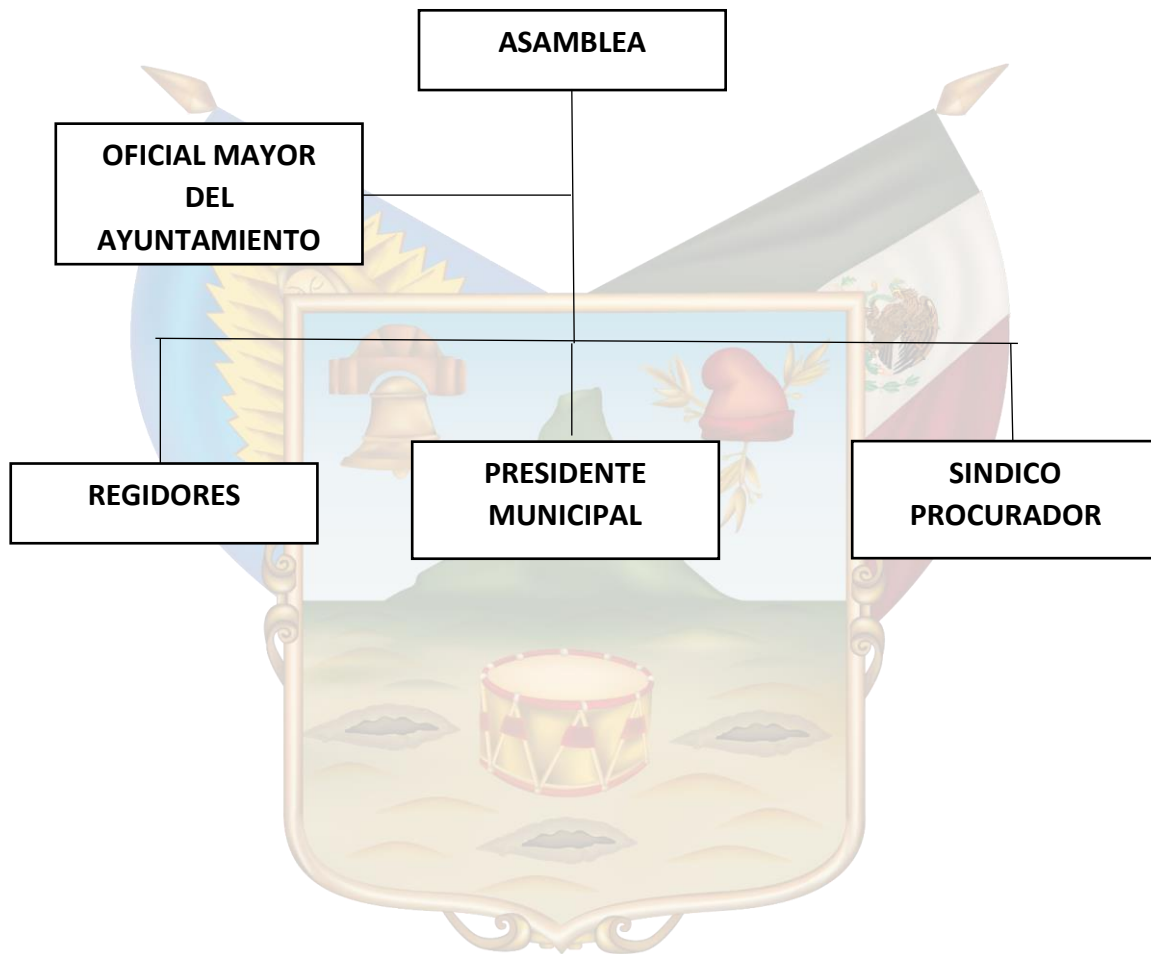 ASAMBLEA
OFICIAL MAYOR
DEL
AYUNTAMIENTO
REGIDORES
PRESIDENTE
MUNICIPAL
SINDICO
PROCURADOR